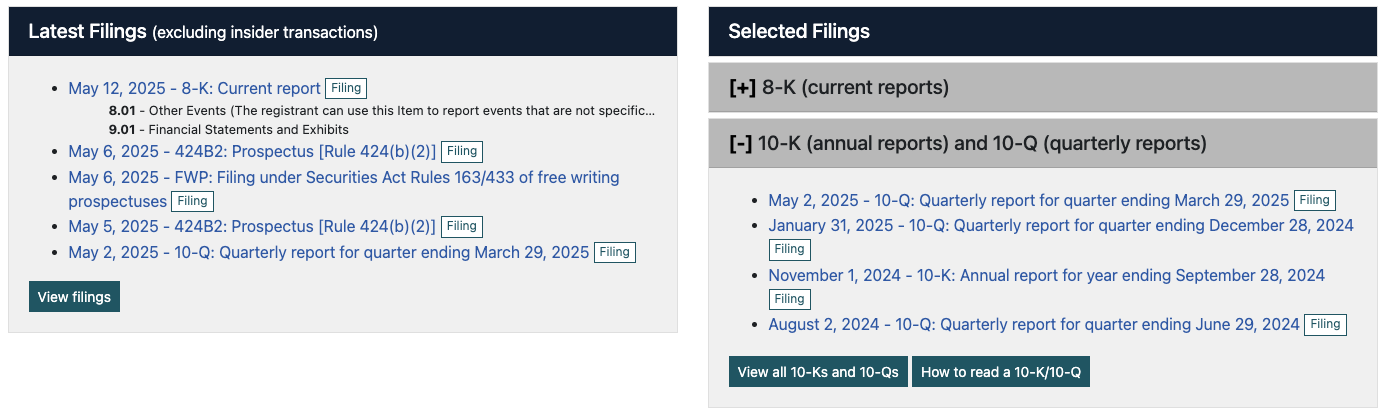 Latest Filings (excluding insider transactions)
May 12, 2025 - 8-K: Current report Filing
8.01 - Other Events (The registrant can use this Item to report events that are not specific...
9.01 - Financial Statements and Exhibits
May 6, 2025 - 424B2: Prospectus [Rule 424(b)(2)] Filing
May 6, 2025 - FWP: Filing under Securities Act Rules 163/433 of free writing
prospectuses Filing
May 5, 2025 - 424B2: Prospectus [Rule 424(b)(2)] Filing
May 2, 2025 - 10-Q: Quarterly report for quarter ending March 29, 2025 Filing
View filings
Selected Filings
[+] 8-K (current reports)
[-] 10-K (annual reports) and 10-Q (quarterly reports)
May 2, 2025 - 10-Q: Quarterly report for quarter ending March 29, 2025 Filing
January 31, 2025 - 10-Q: Quarterly report for quarter ending December 28, 2024
Filing
November 1, 2024 - 10-K: Annual report for year ending September 28, 2024
Filing
August 2, 2024 - 10-Q: Quarterly report for quarter ending June 29, 2024 Filing
View all 10-Ks and 10-Qs How to read a 10-K/10-Q